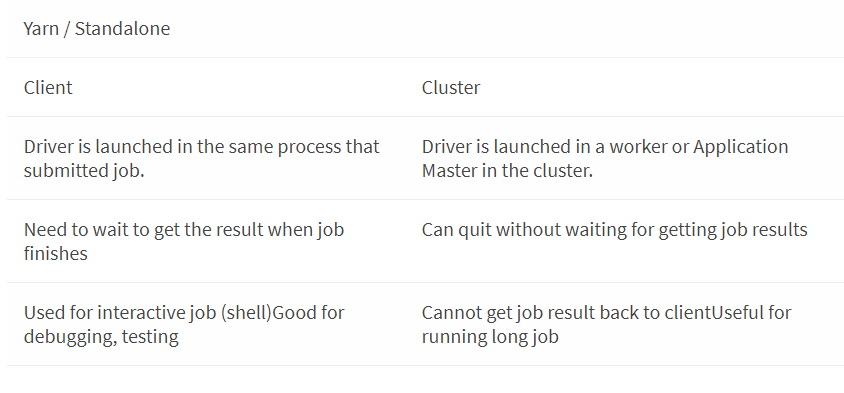 Yarn / Standalone
Client
Cluster
Driver is launched in the same process that
submitted job.
Driver is launched in a worker or Application
Master in the cluster.
Need to wait to get the result when job
finishes
Can quit without waiting for getting job results
Used for interactive job (shell)Good for
debugging, testing
Cannot get job result back to clientUseful for
running long job